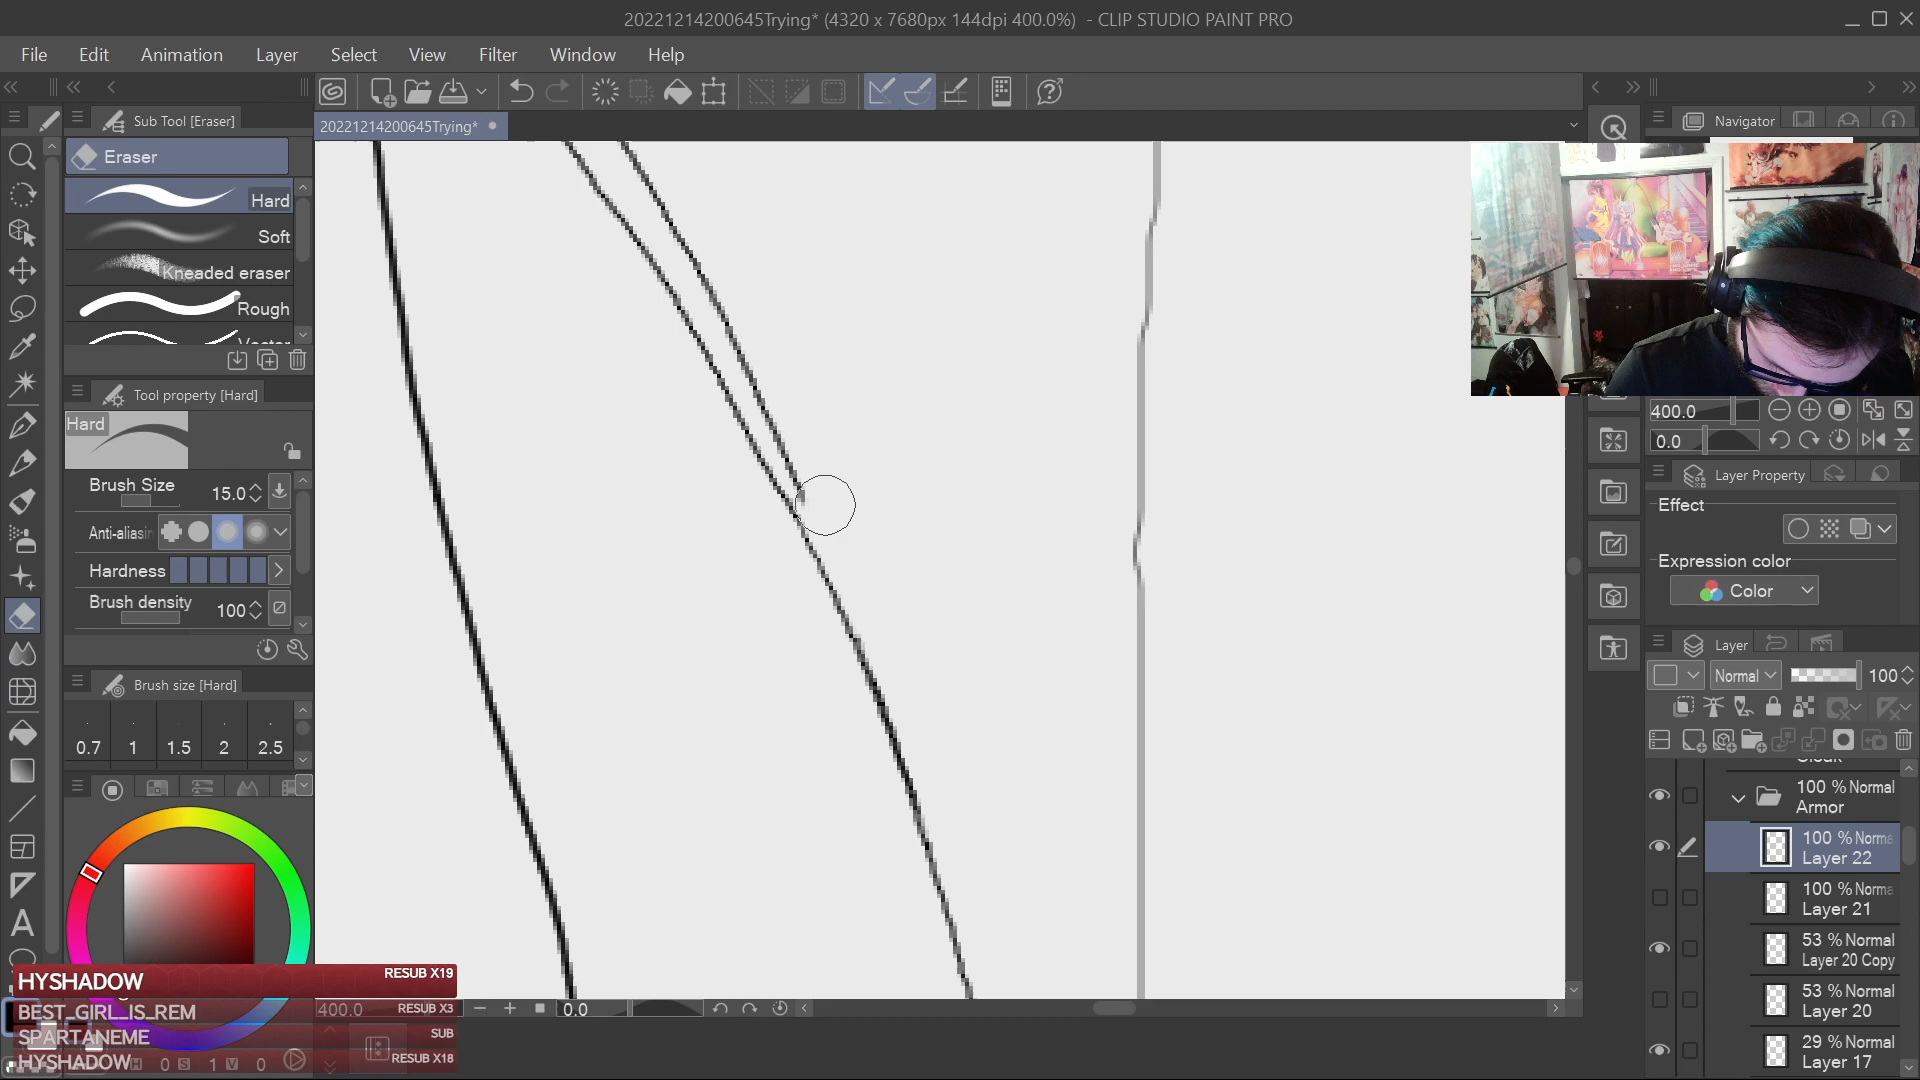 20221214200645Trying* (4320 x 7680px 144dpi 400.0%) - CLIP STUDIO PAINT PRO
File Edit Animation Layer Select View Filter Window Help
Sub Tool [Eraser]
20221214200645Trying*
Navigator
Eraser
Hard
Soft
Kneaded eraser
Rough
Tool property [Hard]
Hard
Brush Size 15.0
Hardness
Brush density 100
Brush size [Hard]
0.7 1 1.5 2 2.5
400.0
0.0
Layer Property
Effect
Expression color
Color
Layer
Normal 100
100 % Normal
Armor
100 % Norma
Layer 22
100 % Norma
Layer 21
53 % Normal
Layer 20 Copy
53 % Normal
Layer 20
29 % Normal
Layer 17
HYSHADOW RESUB X19
BEST_GIRL_IS_REM RESUB X3
SPARTANEME SUB
HYSHADOW RESUB X18
400.0 0.0
H 0 S 1 V 0